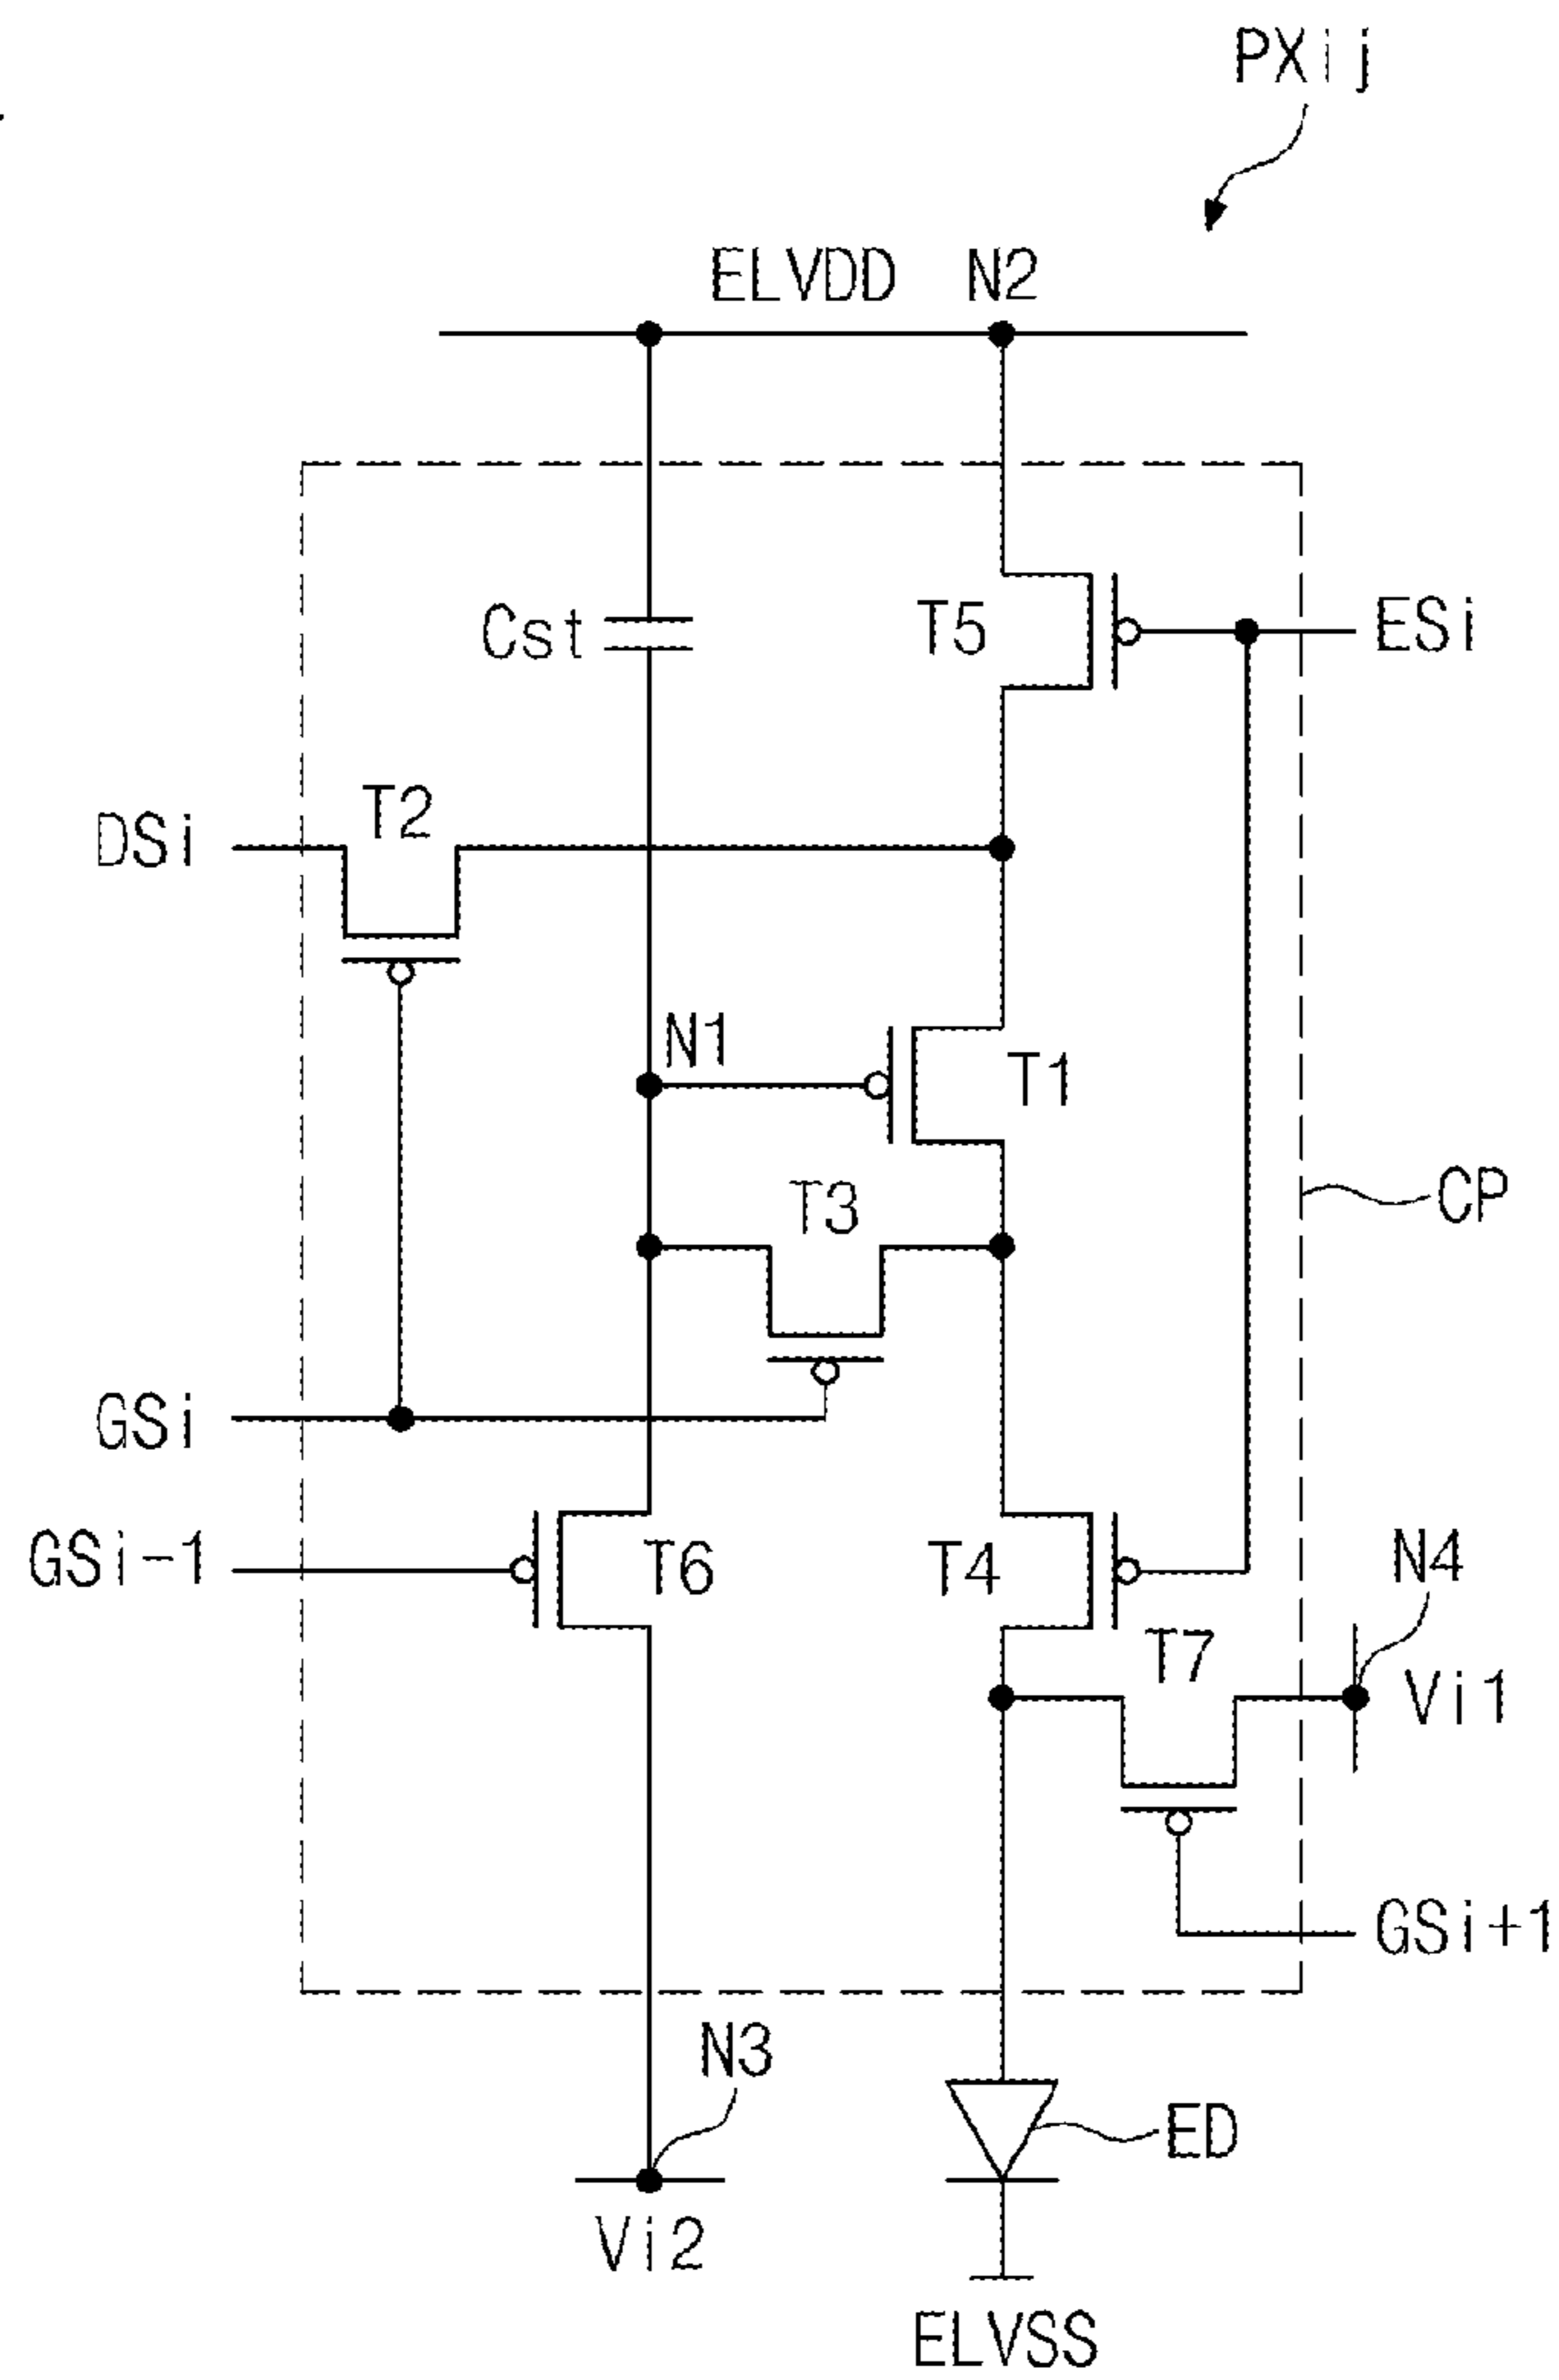 PXij
ELVDD N2
Cst
T5
ESi
DSi
T2
N1
T1
T3
CP
GSi
GSi-1
T6
T4
N4
T7
Vi1
GSi+1
N3
ED
Vi2
ELVSS